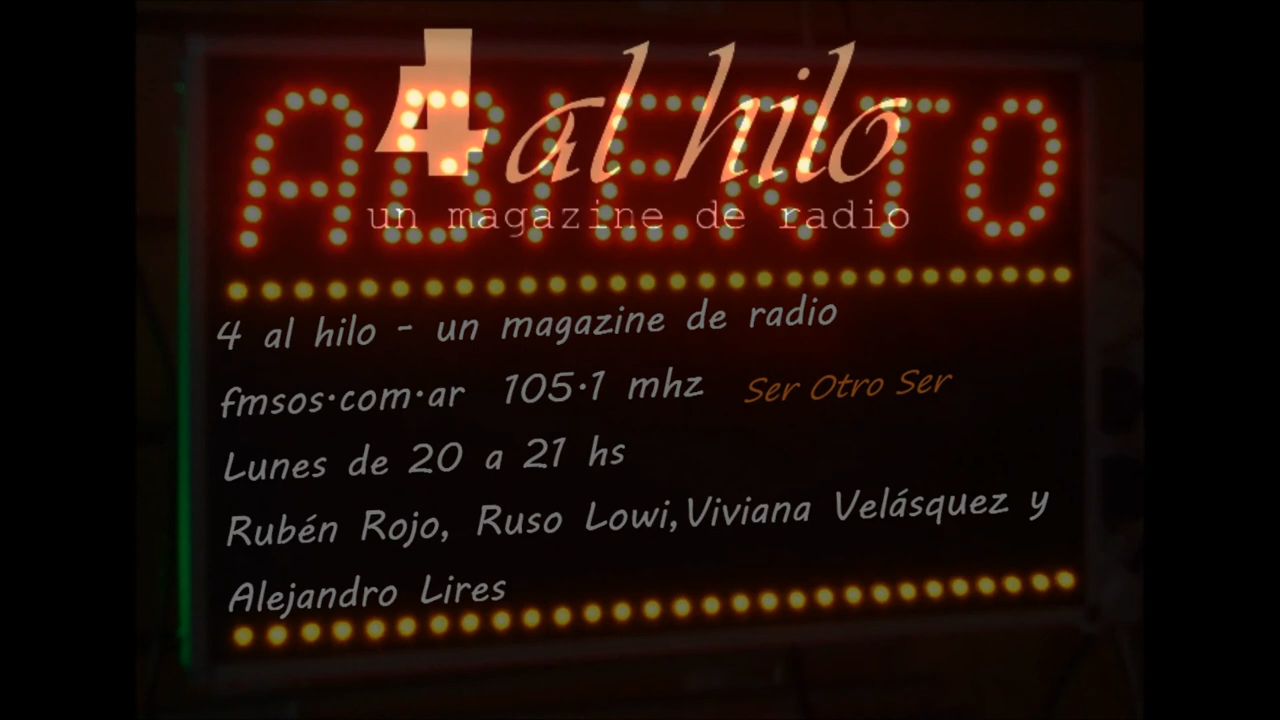 4 al hilo
ABIERTO
un magazine de radio
4 al hilo - un magazine de radio
fmsos.com.ar 105.1 mhz Ser Otro Ser
Lunes de 20 a 21 hs
Rubén Rojo, Ruso Lowi,Viviana Velásquez y
Alejandro Lires